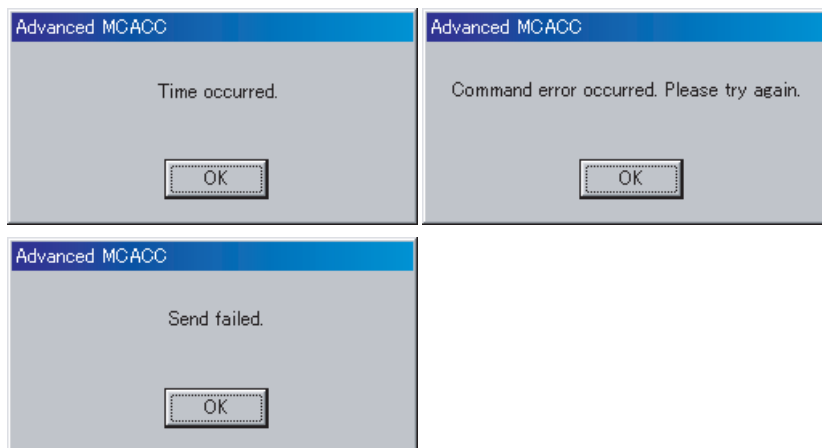 Advanced MCACC
Time occurred.
OK
Advanced MCACC
Command error occurred. Please try again.
OK
Advanced MCACC
Send failed.
OK